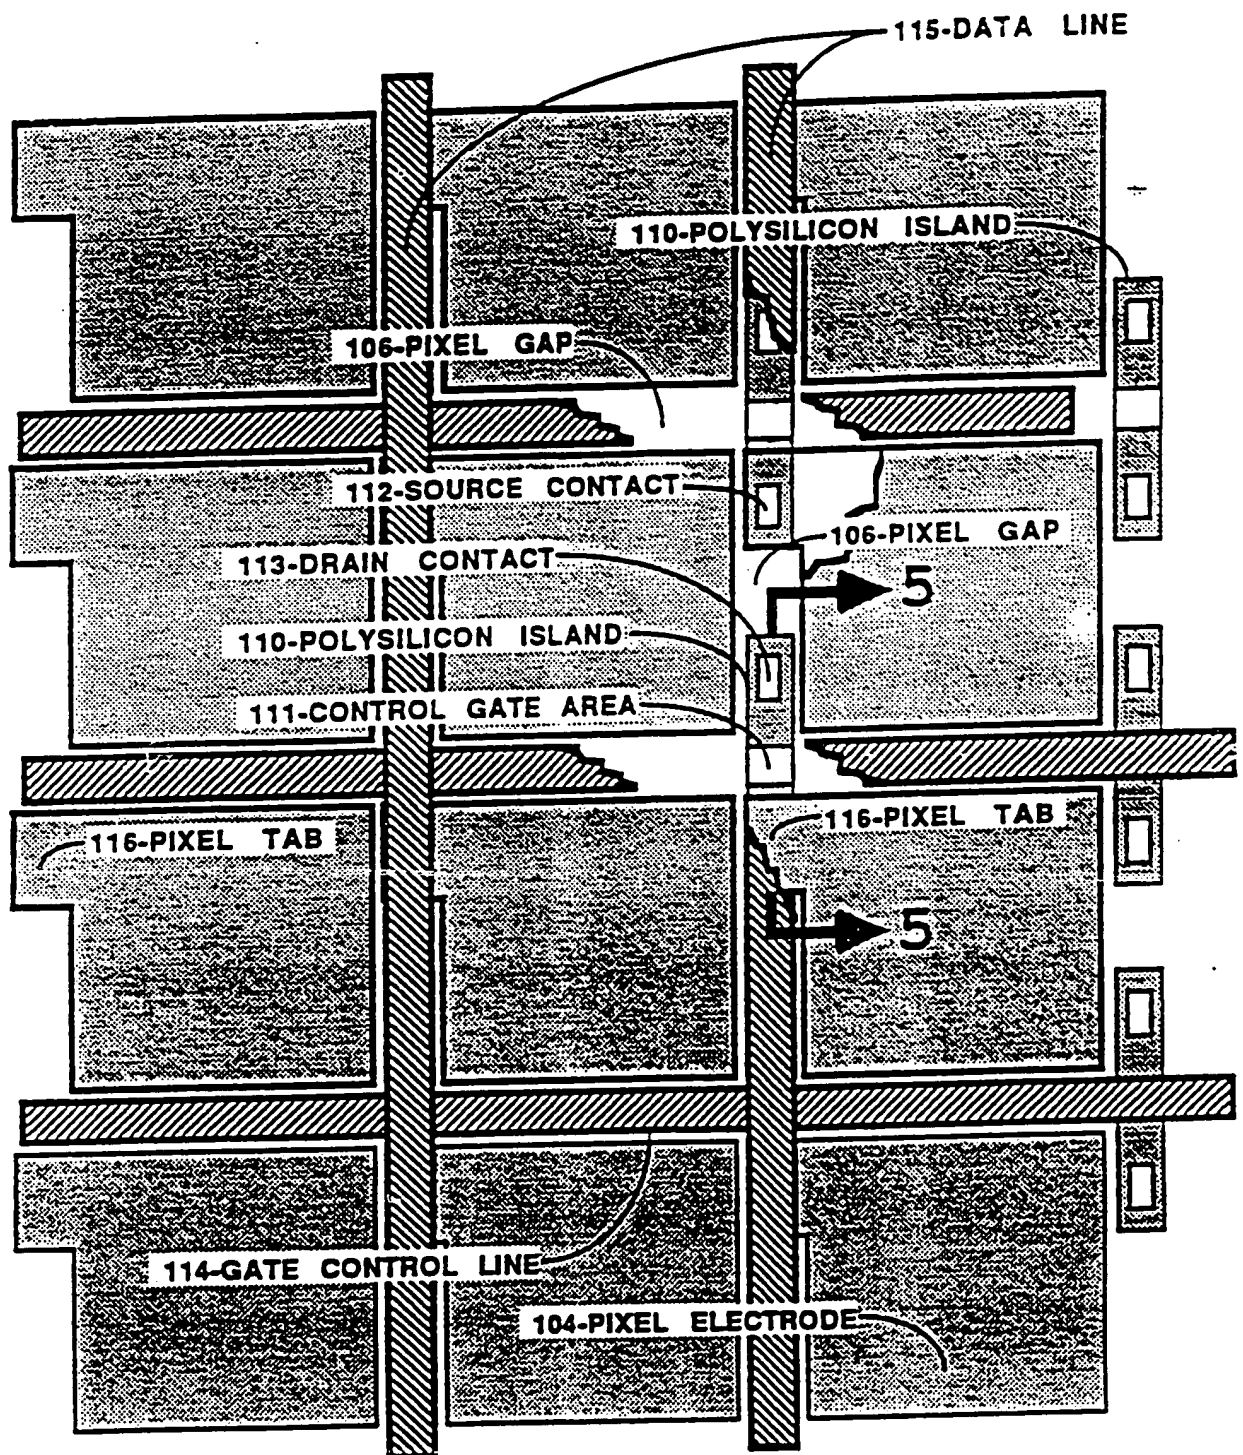 115-DATA LINE
110-POLYSILICON ISLAND
106-PIXEL GAP
112-SOURCE CONTACT
106-PIXEL GAP
113-DRAIN CONTACT
5
110-POLYSILICON ISLAND
111-CONTROL GATE AREA
116-PIXEL TAB
116-PIXEL TAB
5
114-GATE CONTROL LINE
104-PIXEL ELECTRODE